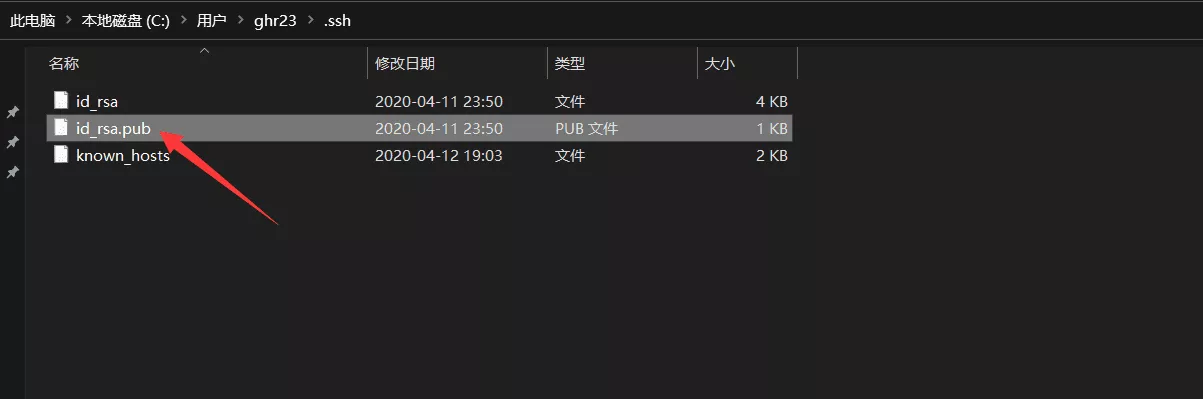 此电脑 > 本地磁盘 (C:) > 用户 > ghr23 > .ssh
名称 修改日期 类型 大小
id_rsa 2020-04-11 23:50 文件 4 KB
id_rsa.pub 2020-04-11 23:50 PUB 文件 1 KB
known_hosts 2020-04-12 19:03 文件 2 KB